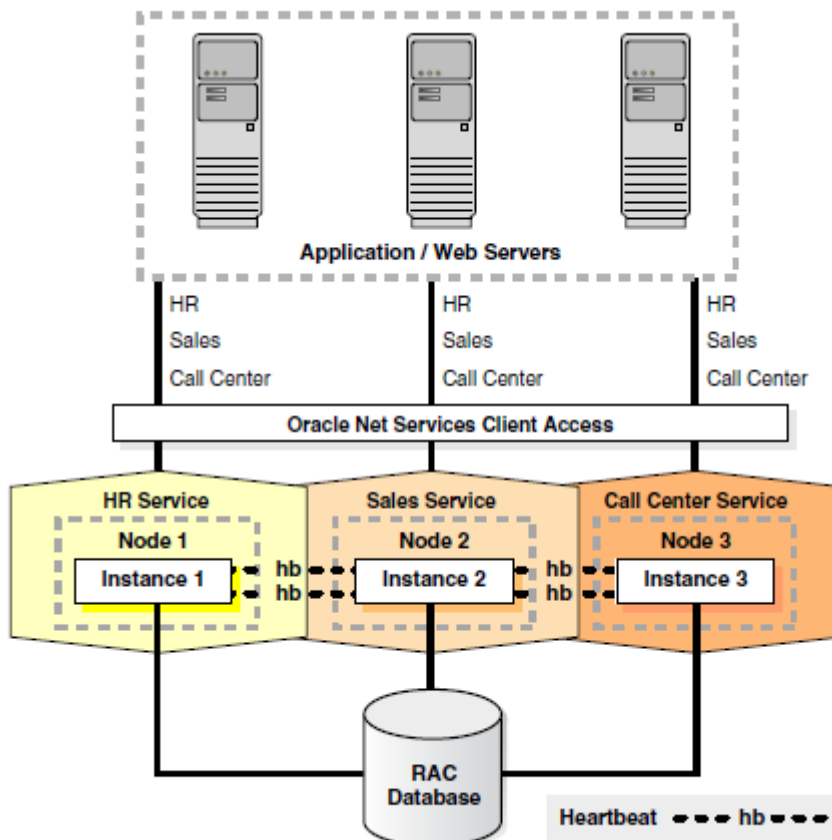 Application / Web Servers
HR
Sales
Call Center
HR
Sales
Call Center
HR
Sales
Call Center
Oracle Net Services Client Access
HR Service
Sales Service
Call Center Service
Node 1
Node 2
Node 3
Instance 1
hb
hb
Instance 2
hb
hb
Instance 3
RAC
Database
Heartbeat hb